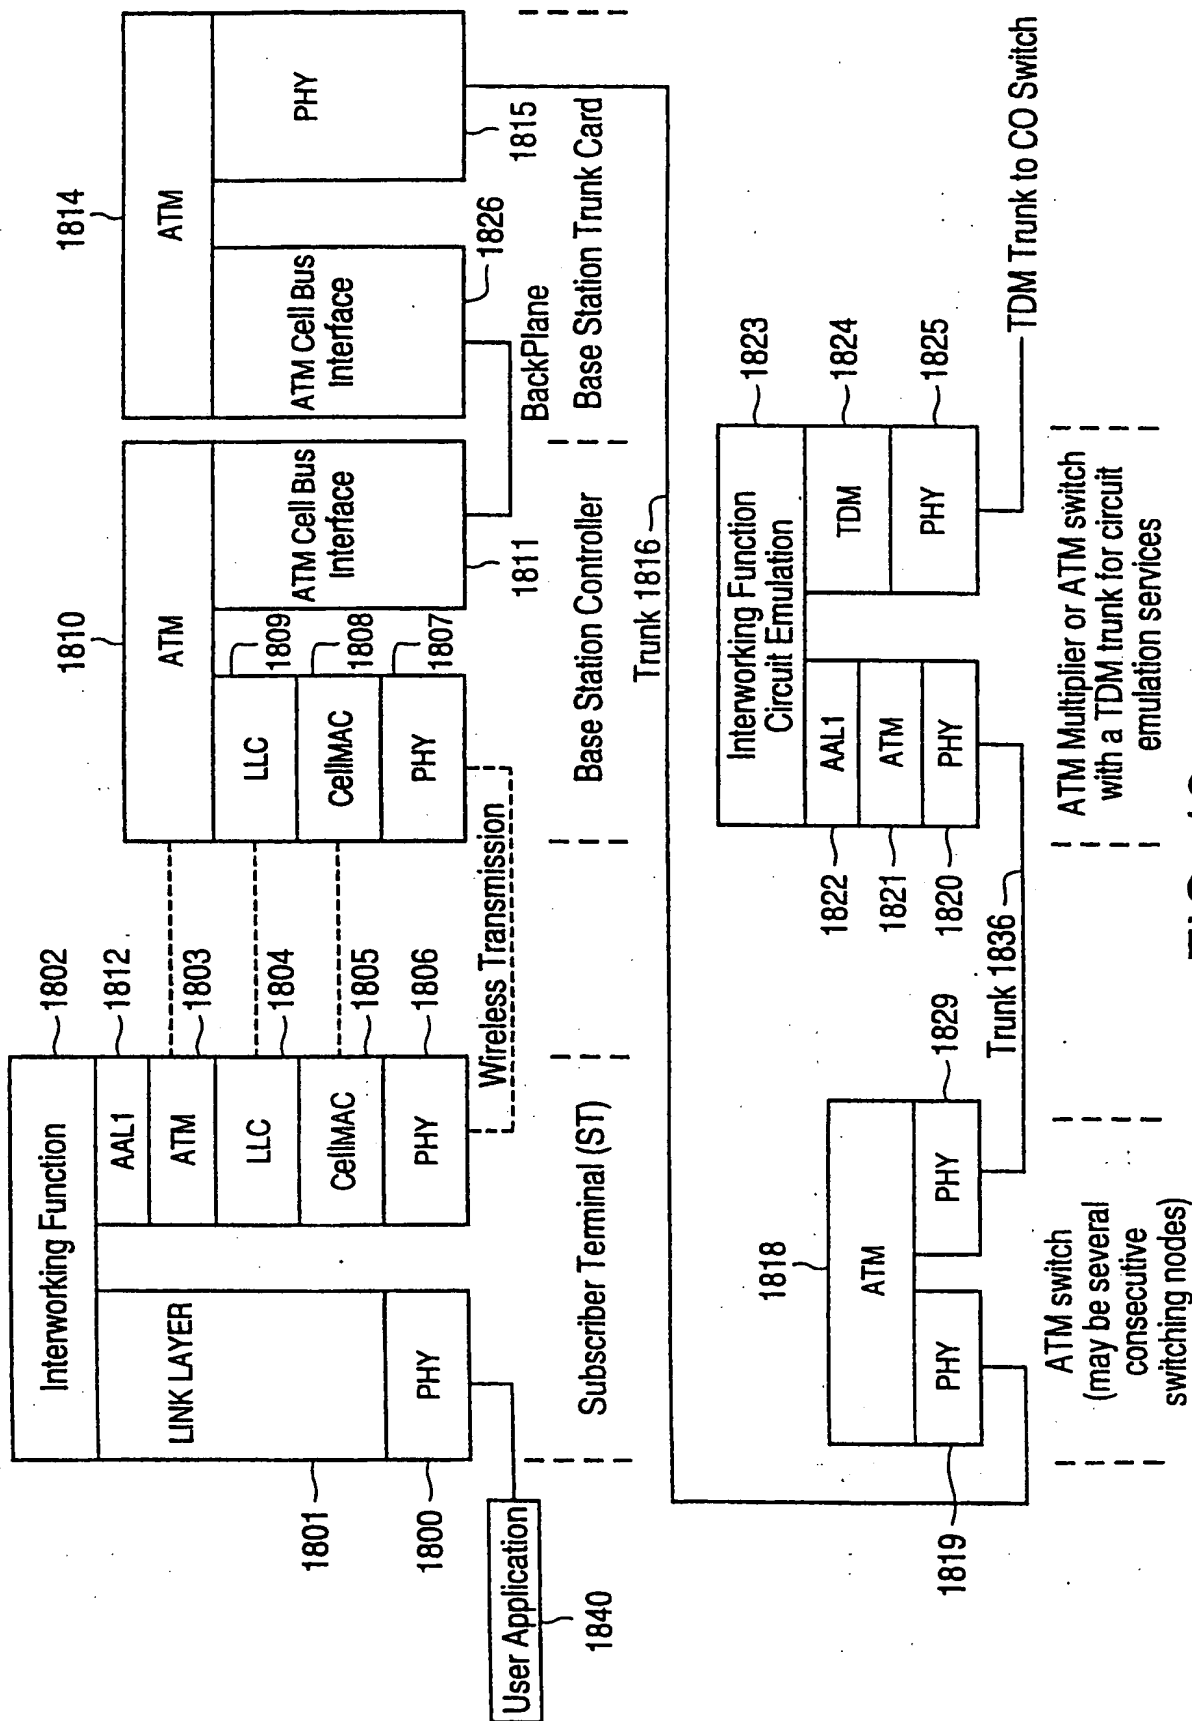 Interworking Function
1802
LINK LAYER
AAL1
1812
ATM
1803
LLC
1804
CellMAC
1805
PHY
PHY
1806
1801
1800
User Application
1840
Wireless Transmission
Subscriber Terminal (ST)
1810
ATM
LLC
1809
CellMAC
1808
PHY
1807
ATM Cell Bus
Interface
1811
Base Station Controller
1814
ATM
ATM Cell Bus
Interface
1826
PHY
1815
BackPlane
Base Station Trunk Card
Trunk 1816
1818
ATM
PHY
PHY
1829
1819
ATM switch
(may be several
consecutive
switching nodes)
Trunk 1836
Interworking Function
Circuit Emulation
1823
AAL1
1822
ATM
1821
PHY
1820
TDM
1824
PHY
1825
TDM Trunk to CO Switch
ATM Multiplier or ATM switch
with a TDM trunk for circuit
emulation services